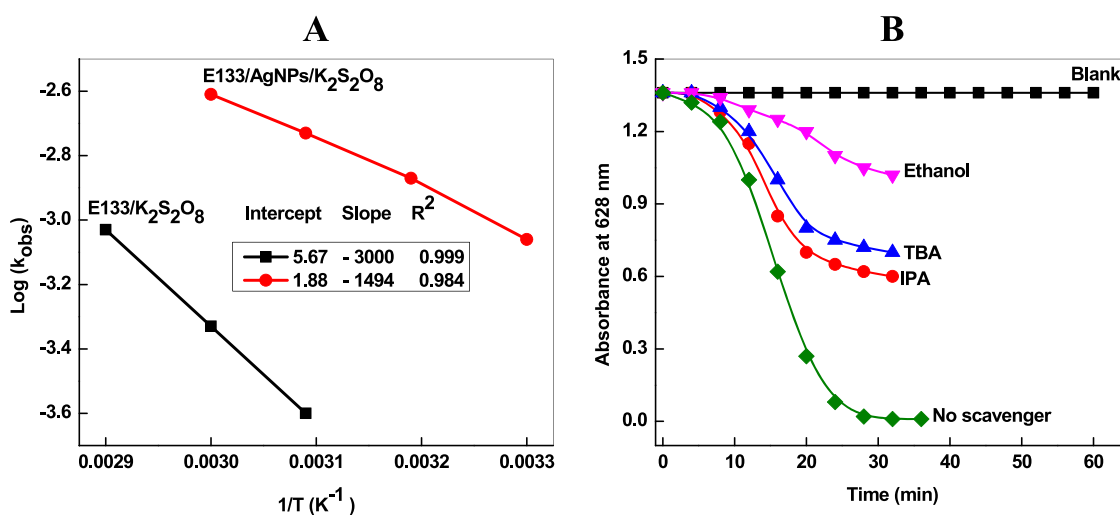 A
E133/AgNPs/K2S2O8
E133/K2S2O8
Intercept Slope R2
5.67 - 3000 0.999
1.88 - 1494 0.984
-2.6
-2.8
-3.0
-3.2
-3.4
-3.6
Log (kobs)
0.0029 0.0030 0.0031 0.0032 0.0033
1/T (K-1)
B
Blank
Ethanol
TBA
IPA
No scavenger
1.5
1.2
0.9
0.6
0.3
0.0
Absorbance at 628 nm
0 10 20 30 40 50 60
Time (min)